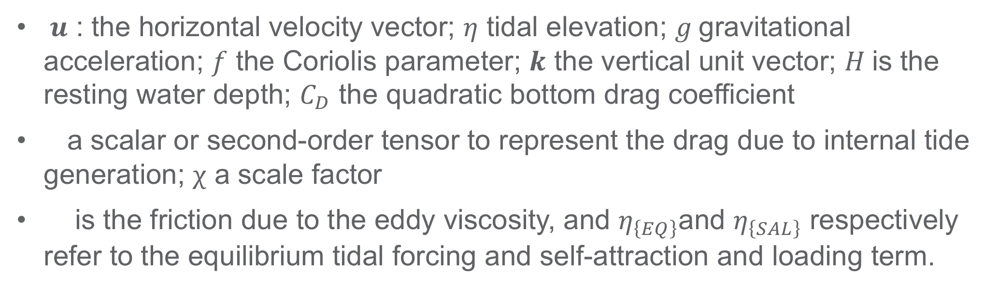 • 𝒖 : the horizontal velocity vector; 𝜂 tidal elevation; 𝑔 gravitational
acceleration; 𝑓 the Coriolis parameter; 𝒌 the vertical unit vector; 𝐻 is the
resting water depth; 𝐶_𝐷 the quadratic bottom drag coefficient
• a scalar or second-order tensor to represent the drag due to internal tide
generation; 𝜒 a scale factor
• is the friction due to the eddy viscosity, and 𝜂_{𝐸𝑄}and 𝜂_{𝑆𝐴𝐿} respectively
refer to the equilibrium tidal forcing and self-attraction and loading term.